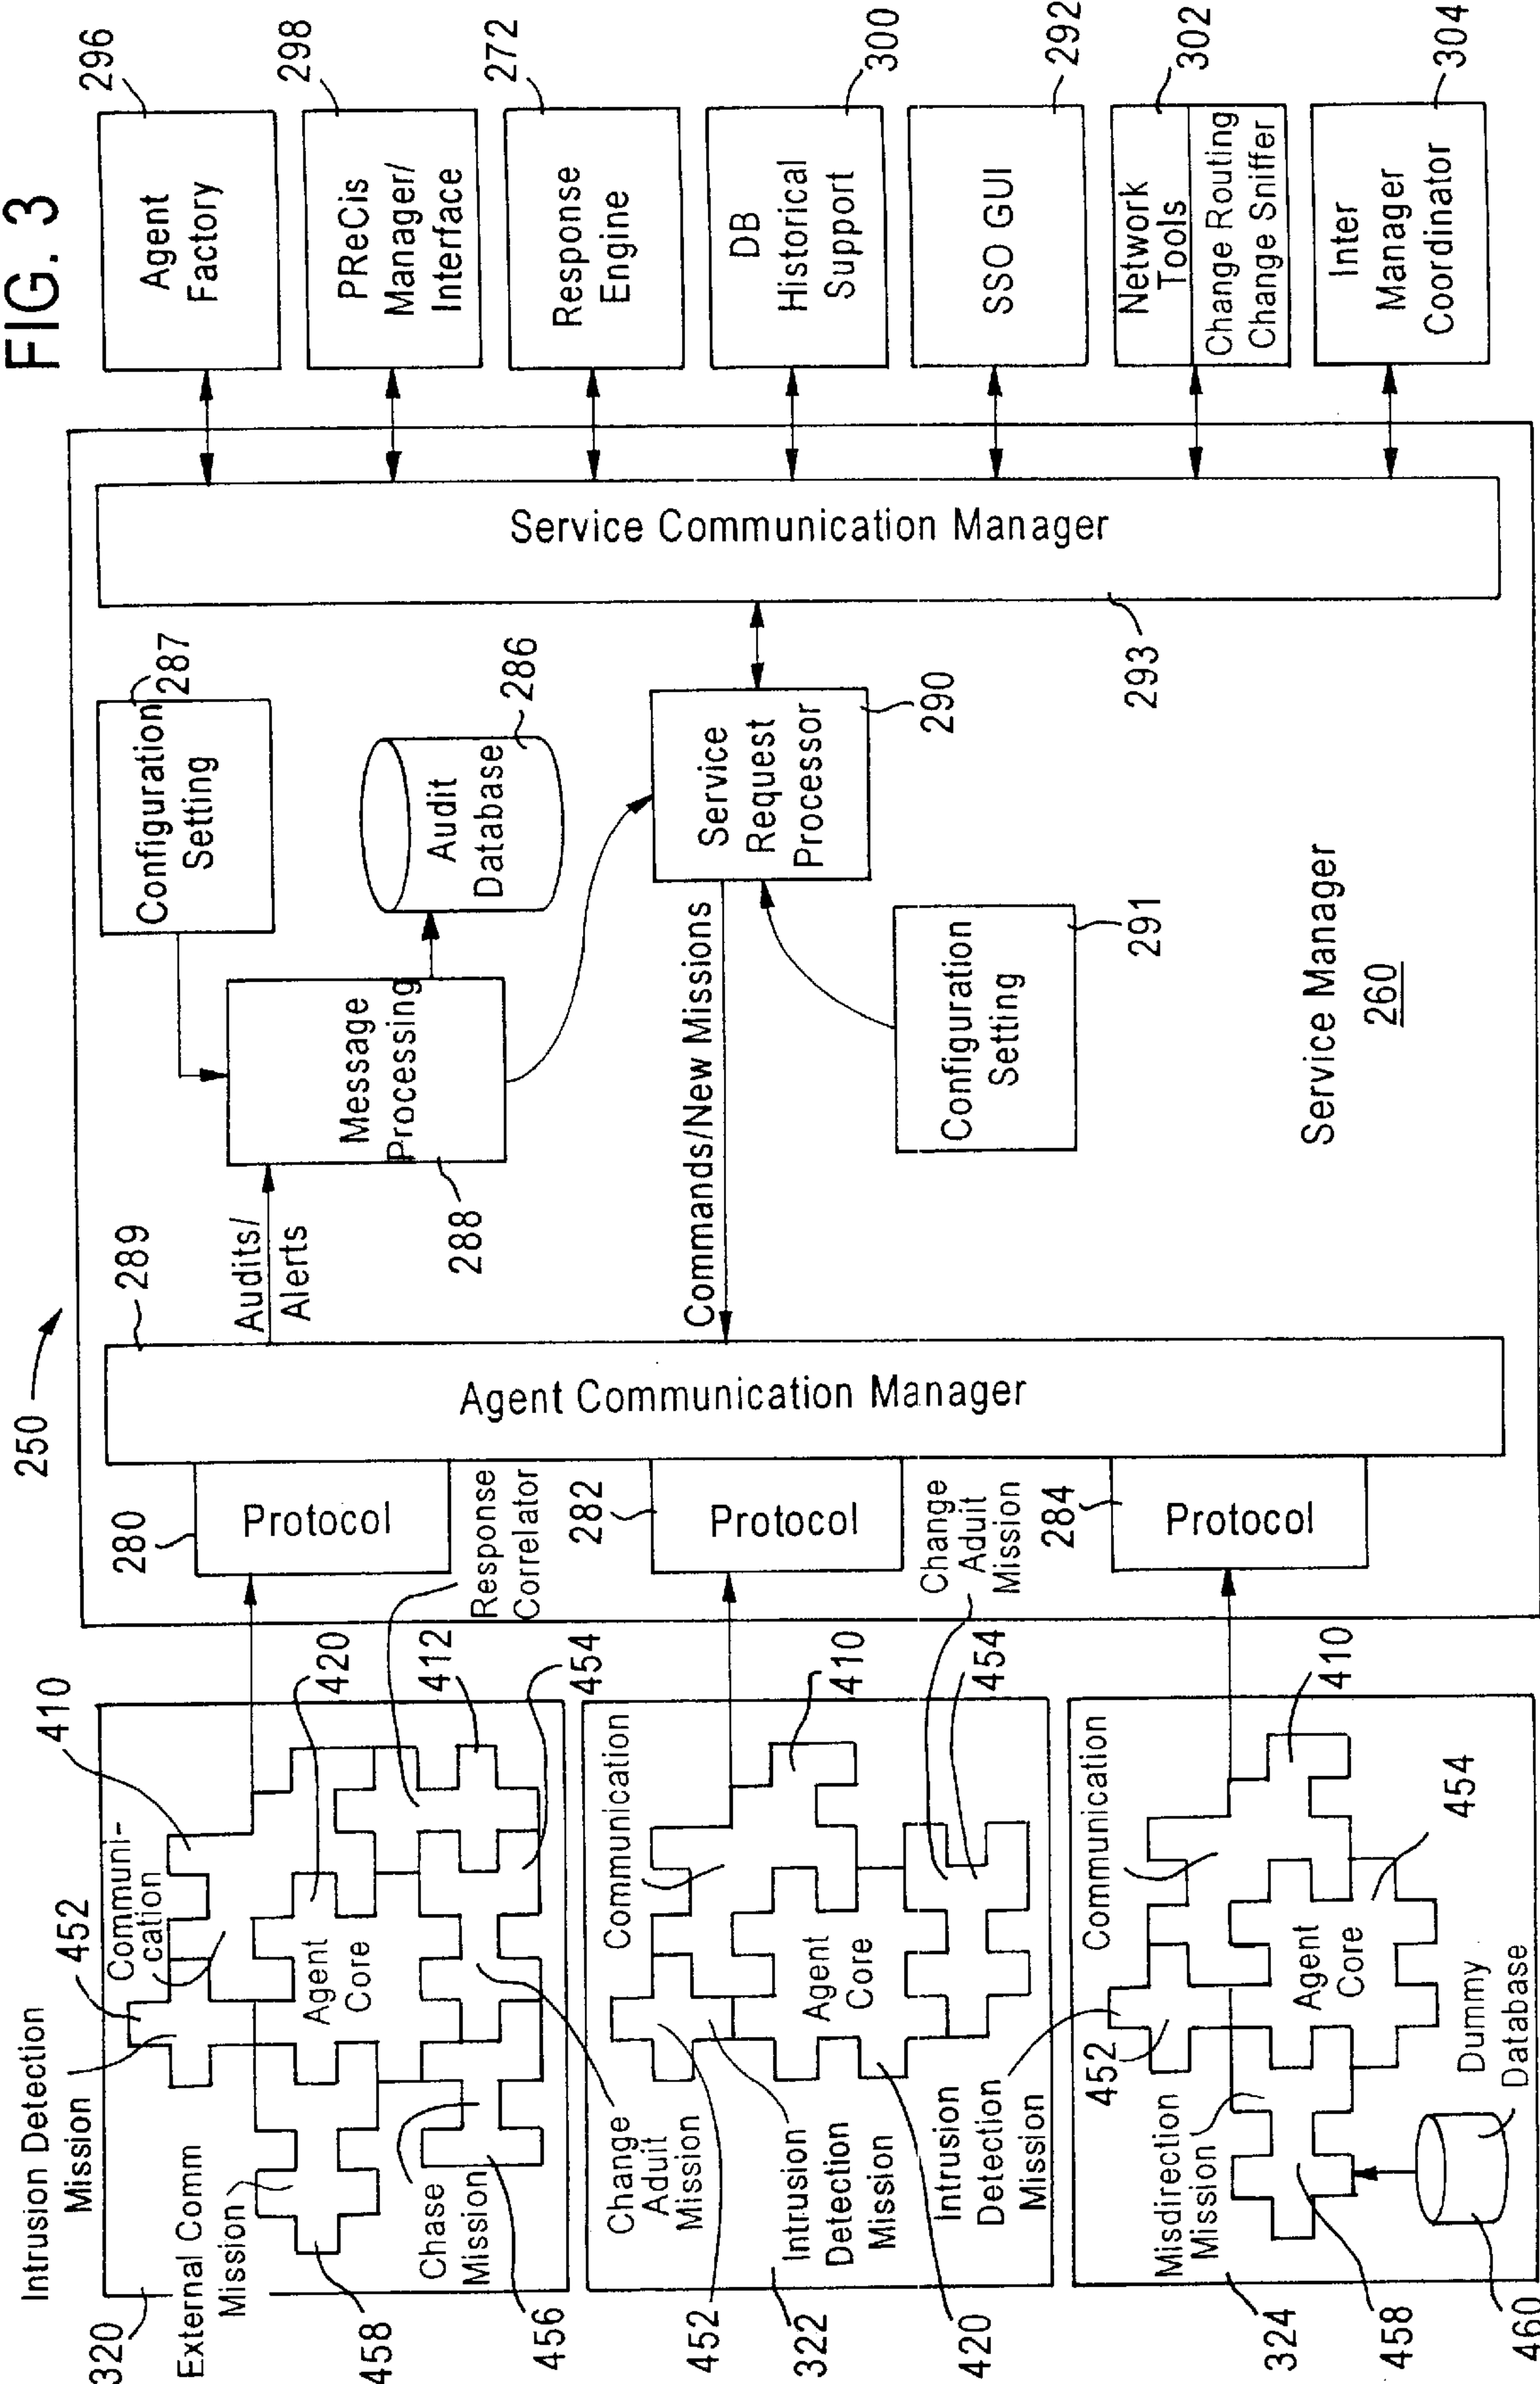 FIG. 3
250
296
Agent
Factory
298
PReCis
Manager/
Interface
272
Response
Engine
300
DB
Historical
Support
292
SSO GUI
302
Network
Tools
Change Routing
Change Sniffer
304
Inter
Manager
Coordinator
Service Communication Manager
293
287
Configuration
Setting
286
Audit
Database
290
Service
Request
Processor
291
Configuration
Setting
Message
Processing
288
Commands/New Missions
Service Manager
260
289
Audits/
Alerts
Agent Communication Manager
280
Protocol
Response
Correlator
282
Protocol
Change
Aduit
Mission
284
Protocol
Intrusion Detection
Mission
452
Communi-
cation
410
420
412
454
Agent
Core
320
External Comm
Mission
458
Chase
Mission
456
Change
Aduit
Mission
Communication
410
454
Agent
Core
452
Intrusion
Detection
Mission
322
420
Intrusion
Detection
Mission
Communication
410
454
452
Agent
Core
Misdirection
Mission
Dummy
Database
324
458
460